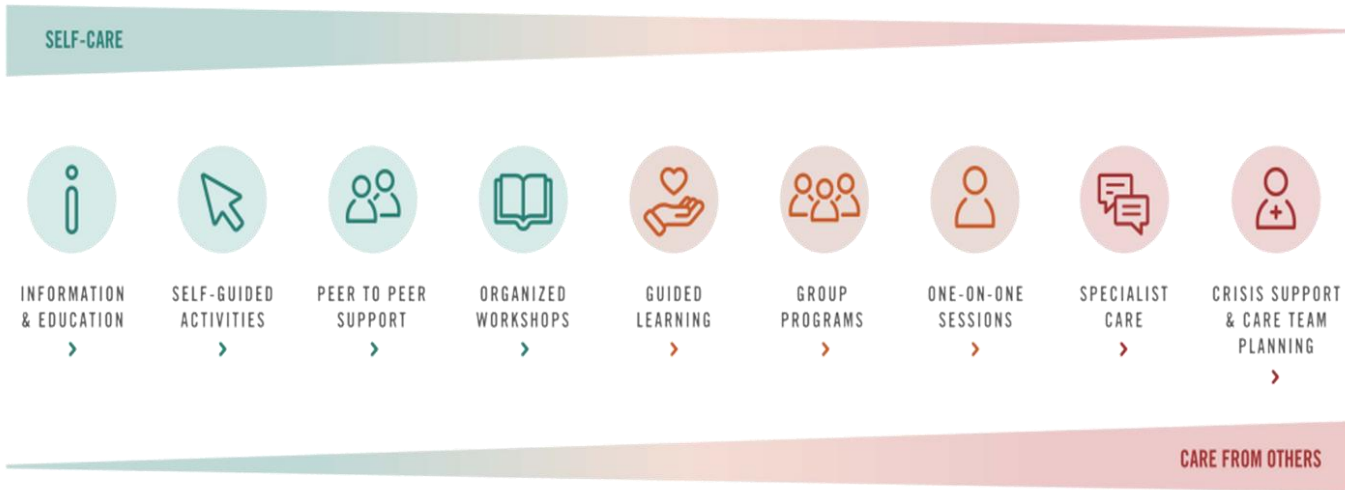 SELF-CARE
INFORMATION
& EDUCATION
SELF-GUIDED
ACTIVITIES
PEER TO PEER
SUPPORT
ORGANIZED
WORKSHOPS
GUIDED
LEARNING
GROUP
PROGRAMS
ONE-ON-ONE
SESSIONS
SPECIALIST
CARE
CRISIS SUPPORT
& CARE TEAM
PLANNING
CARE FROM OTHERS